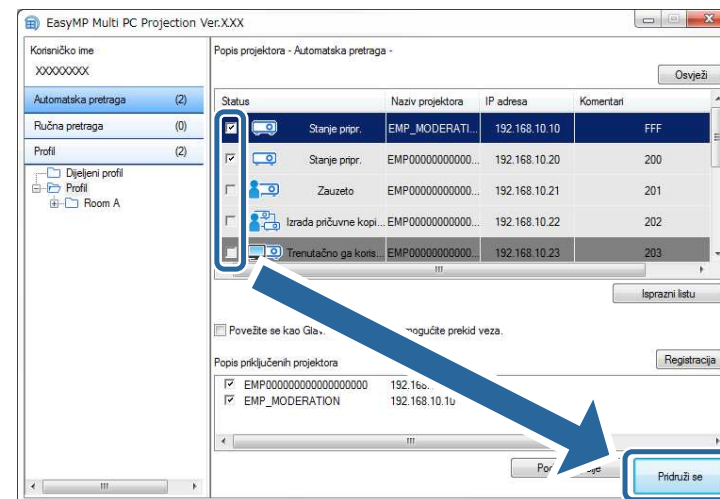 EasyMP Multi PC Projection Ver.XXX
Korisničko ime
XXXXXXXX
Automatska pretraga (2)
Ručna pretraga (0)
Profil (2)
Dijeljeni profil
Profil
Room A
Popis projektora - Automatska pretraga -
Osvježi
Status Naziv projektora IP adresa Komentari
Stanje pripr. EMP_MODERATI... 192.168.10.10 FFF
Stanje pripr. EMP00000000000... 192.168.10.20 200
Zauzeto EMP00000000000... 192.168.10.21 201
Izrada pričuvne kopi... EMP00000000000... 192.168.10.22 202
Trenutačno ga koris... EMP00000000000... 192.168.10.23 203
Isprazni listu
Povežite se kao prekid veza.
Popis priključenih projektora
Registracija
EMP000000000000000000 192.168.
EMP_MODERATION 192.168.10.10
Pridruži se